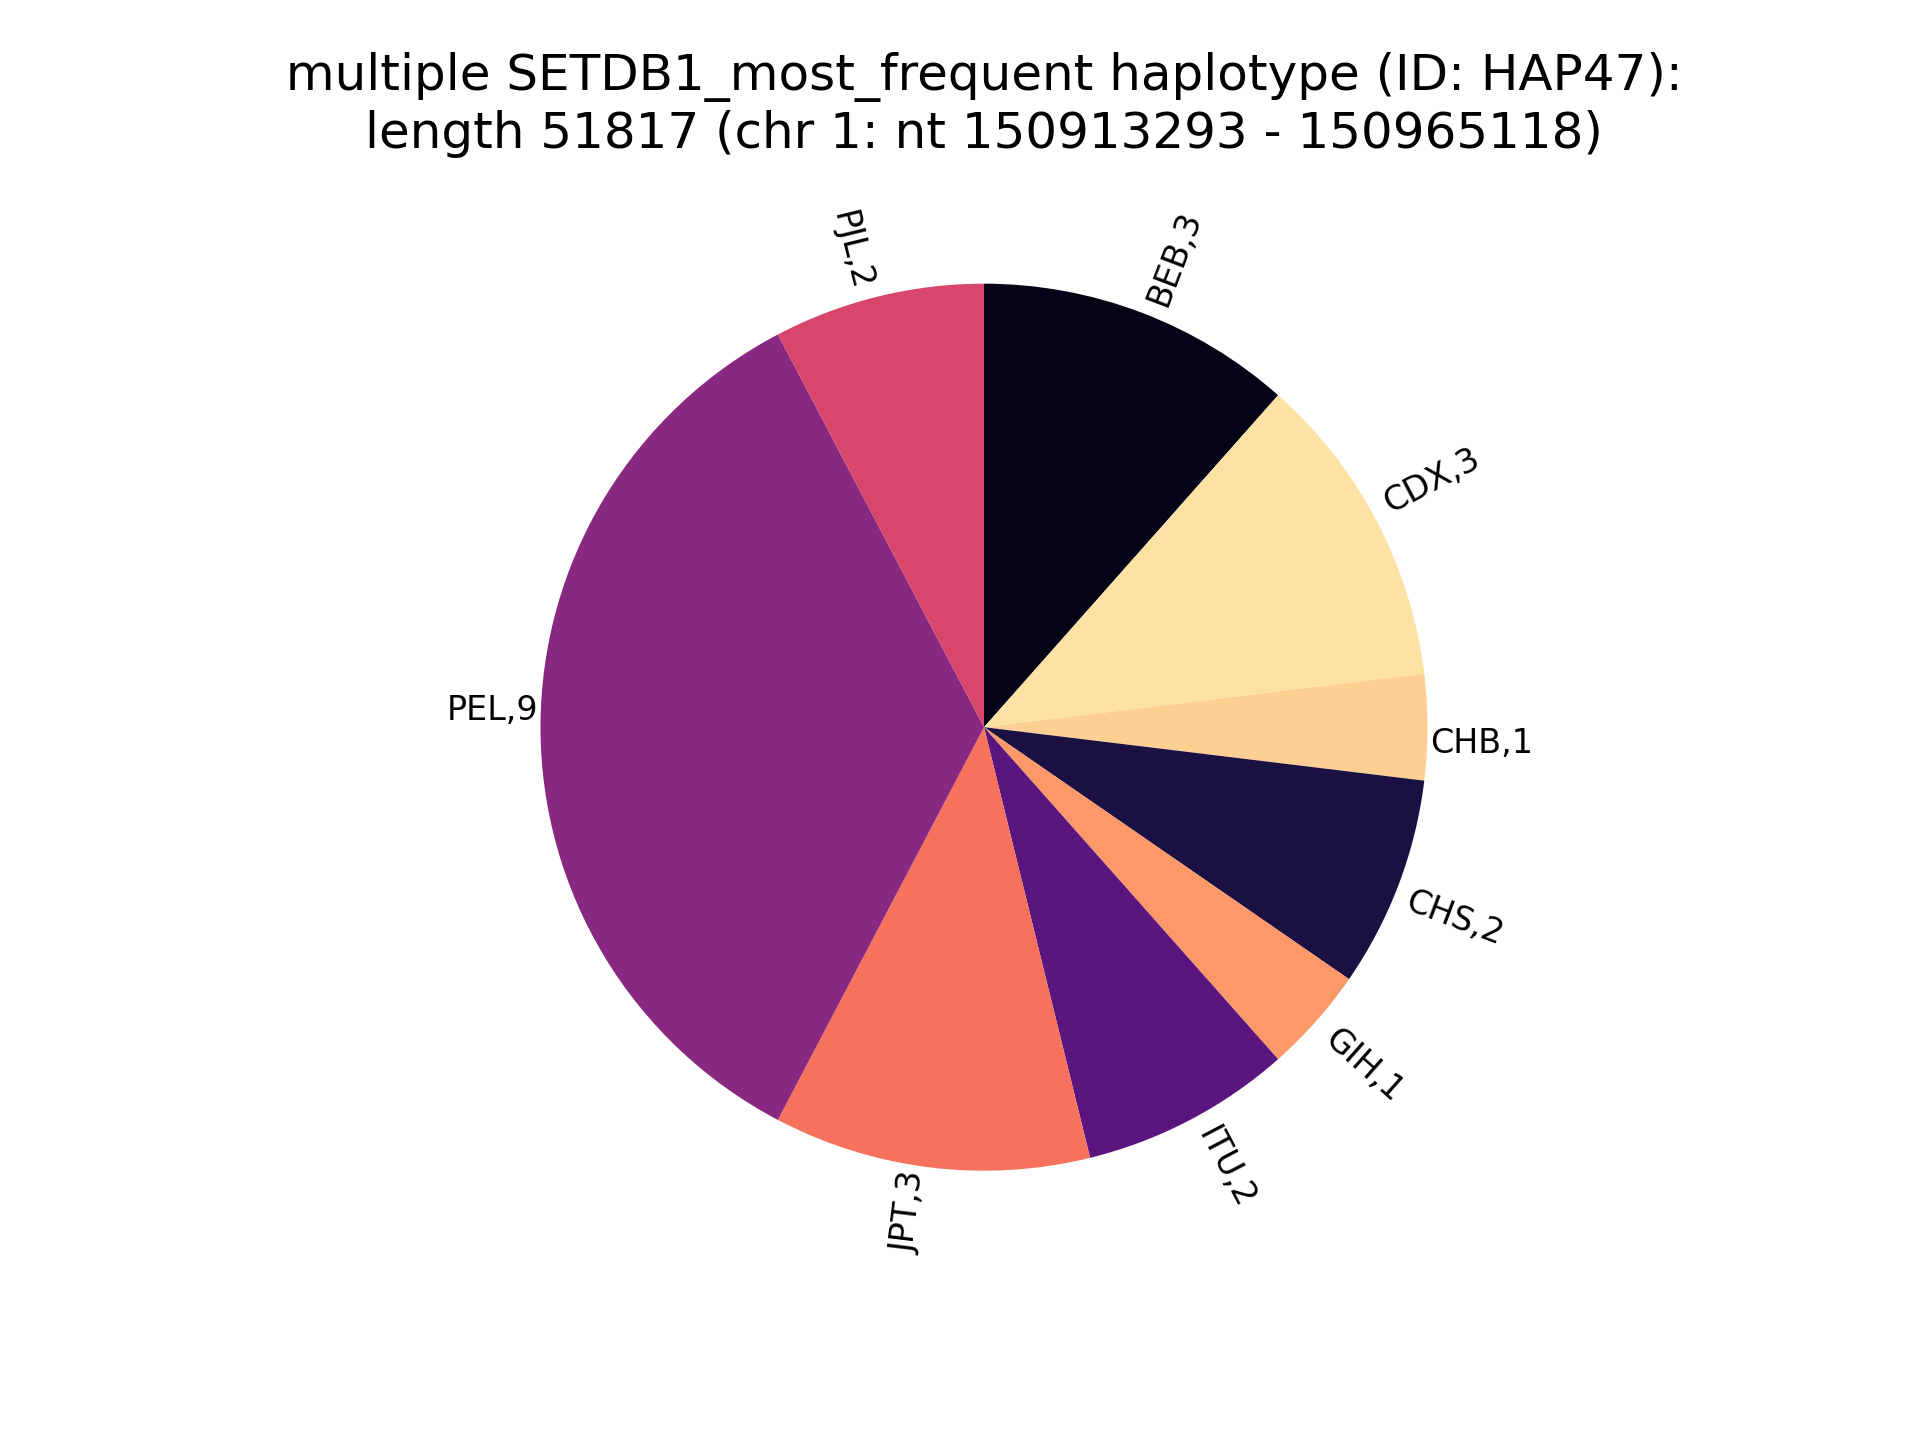 multiple SETDB1_most_frequent haplotype (ID: HAP47):
length 51817 (chr 1: nt 150913293 - 150965118)
PJL,2
BEB,3
CDX,3
PEL,9
CHB,1
CHS,2
GIH,1
ITU,2
JPT,3